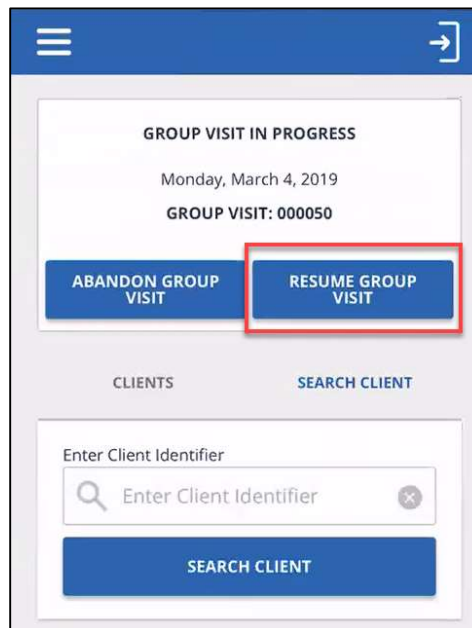 GROUP VISIT IN PROGRESS
Monday, March 4, 2019
GROUP VISIT: 000050
ABANDON GROUP
VISIT
RESUME GROUP
VISIT
CLIENTS
SEARCH CLIENT
Enter Client Identifier
Enter Client Identifier
SEARCH CLIENT